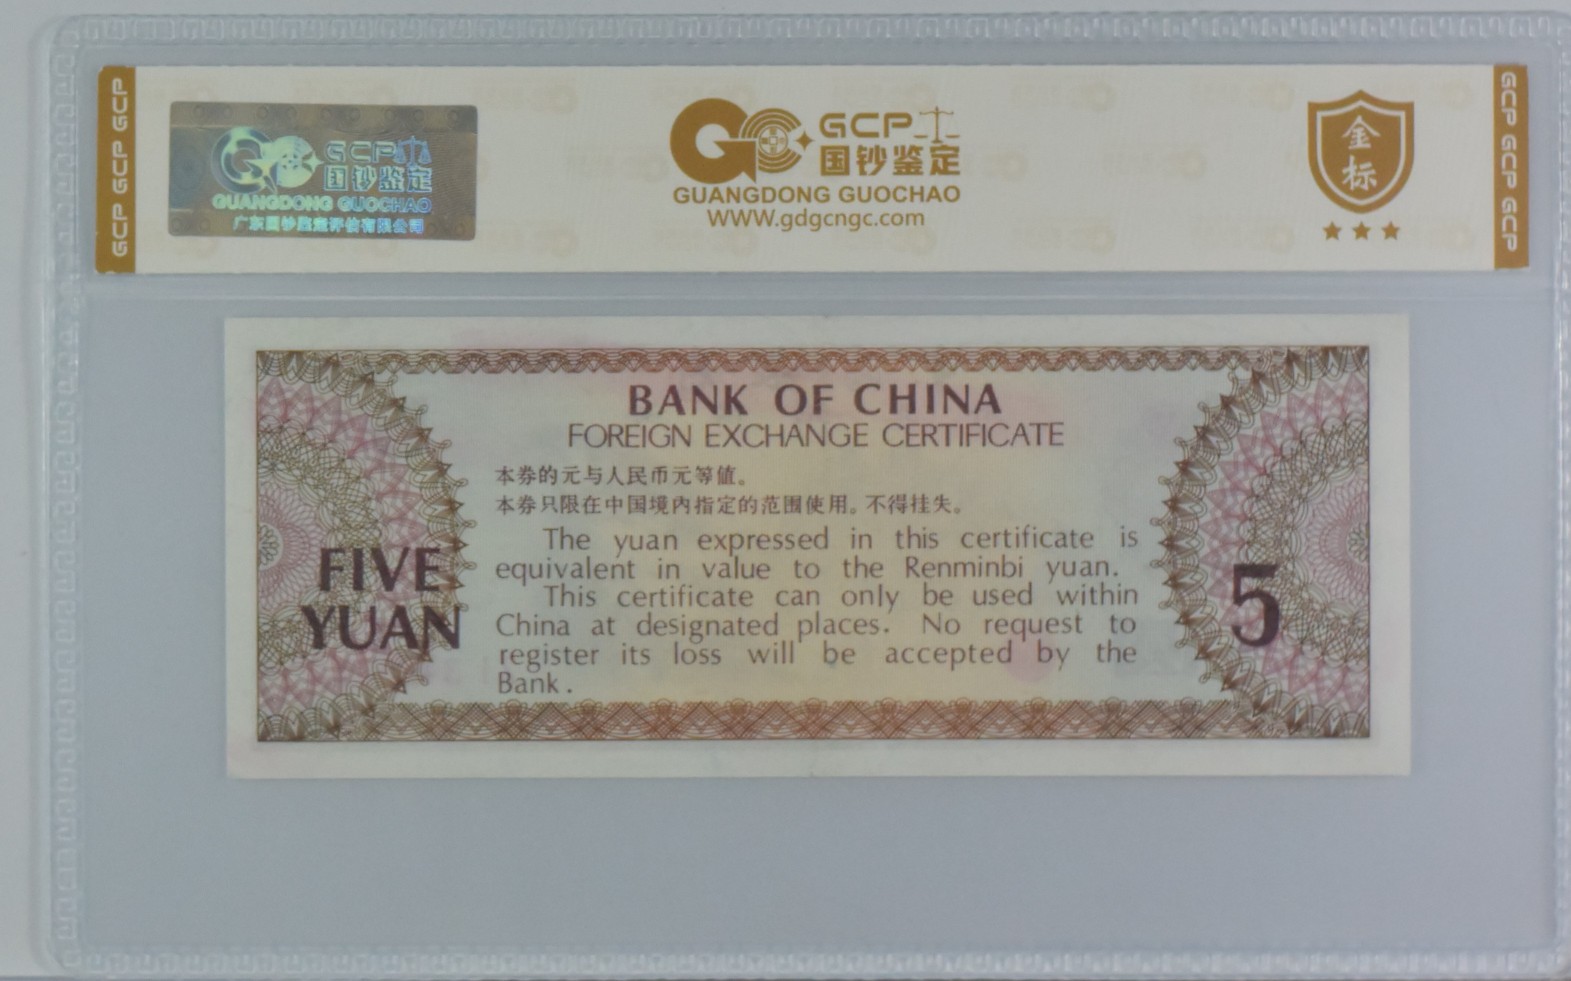 GCP GCP GCP
GCP国钞鉴定
GUANGDONG GUOCHAO
广东国钞鉴定评估有限公司
GCP
国钞鉴定
GUANGDONG GUOCHAO
WWW.gdgcngc.com
金标
GCP GCP GCP
BANK OF CHINA
FOREIGN EXCHANGE CERTIFICATE
本券的元与人民币元等值。
本券只限在中国境内指定的范围使用。不得挂失。
The yuan expressed in this certificate is
equivalent in value to the Renminbi yuan.
This certificate can only be used within
China at designated places. No request to
register its loss will be accepted by the
Bank.
FIVE
YUAN
5